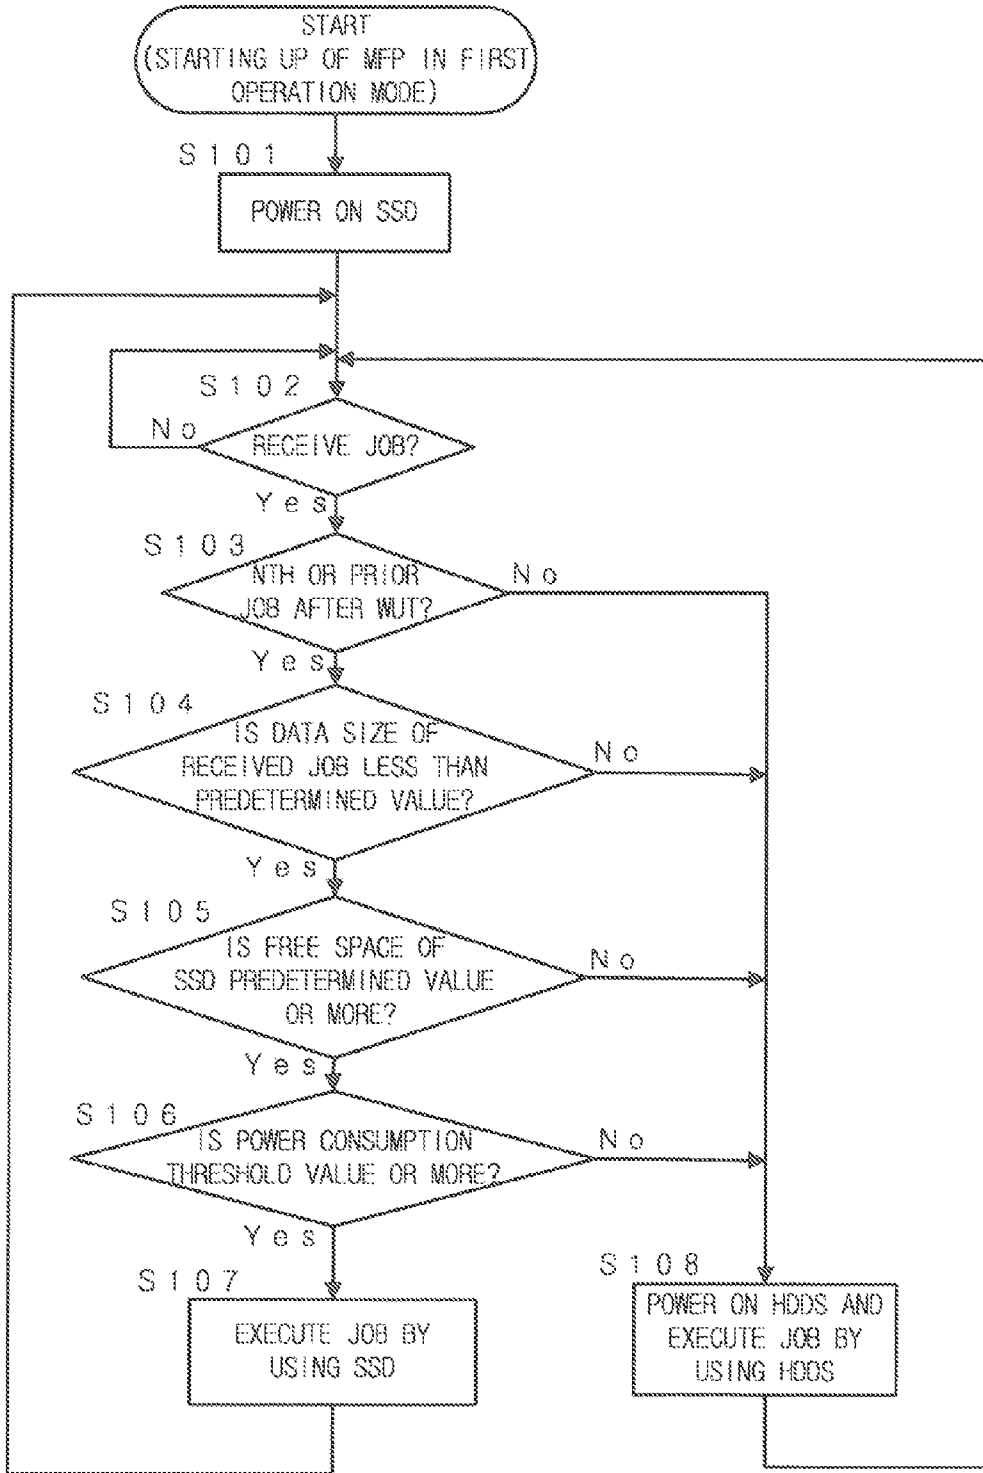 START
(STARTING UP OF MFP IN FIRST
OPERATION MODE)
S101
POWER ON SSD
S102
No
RECEIVE JOB?
Yes
S103
NTH OR PRIOR
JOB AFTER WUT?
No
Yes
S104
IS DATA SIZE OF
RECEIVED JOB LESS THAN
PREDETERMINED VALUE?
No
Yes
S105
IS FREE SPACE OF
SSD PREDETERMINED VALUE
OR MORE?
No
Yes
S106
IS POWER CONSUMPTION
THRESHOLD VALUE OR MORE?
No
Yes
S107
EXECUTE JOB BY
USING SSD
S108
POWER ON HDDS AND
EXECUTE JOB BY
USING HDDS